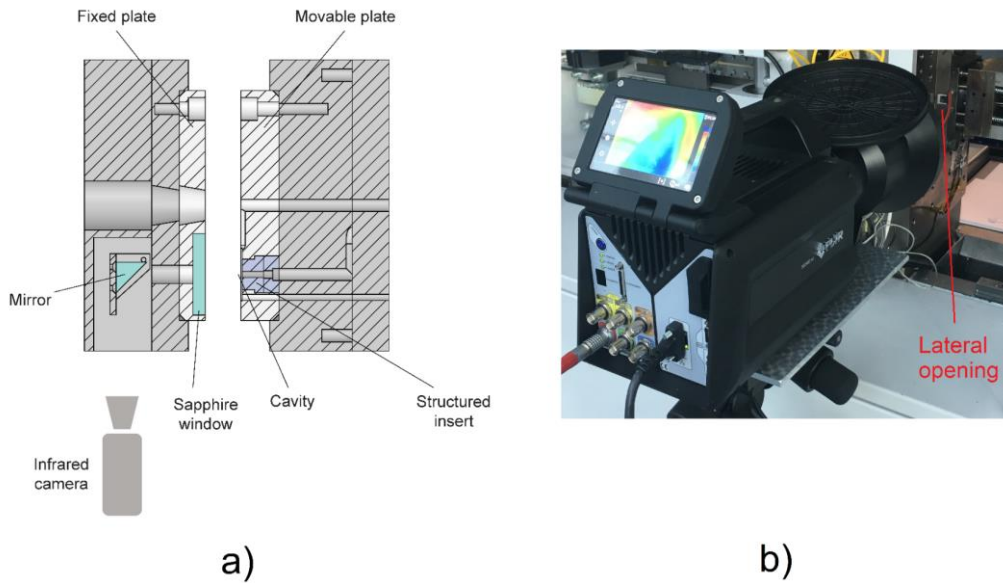 Fixed plate
Movable plate
Mirror
Sapphire
window
Cavity
Structured
insert
Infrared
camera
Lateral
opening
a)
b)